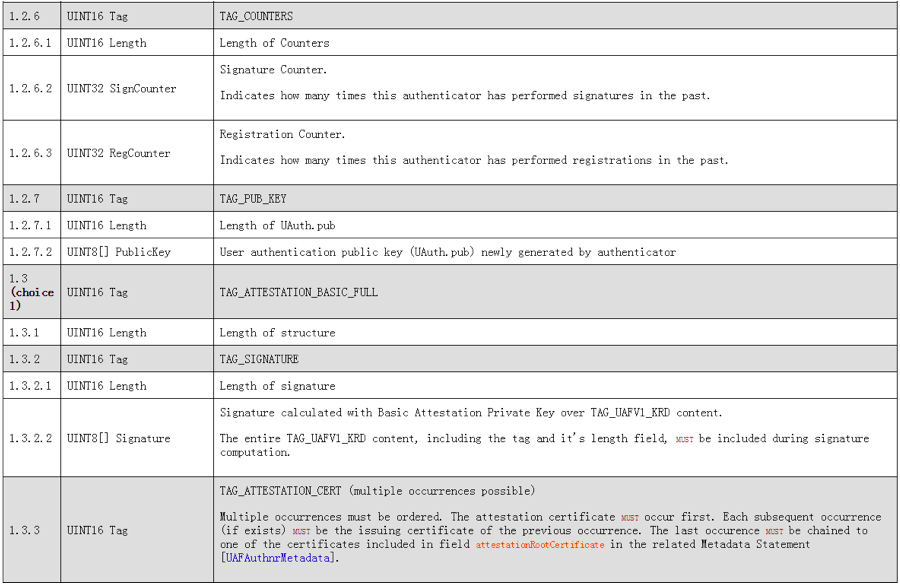 1.2.6 UINT16 Tag TAG_COUNTERS
1.2.6.1 UINT16 Length Length of Counters
1.2.6.2 UINT32 SignCounter Signature Counter.
Indicates how many times this authenticator has performed signatures in the past.
1.2.6.3 UINT32 RegCounter Registration Counter.
Indicates how many times this authenticator has performed registrations in the past.
1.2.7 UINT16 Tag TAG_PUB_KEY
1.2.7.1 UINT16 Length Length of UAuth.pub
1.2.7.2 UINT8[] PublicKey User authentication public key (UAuth.pub) newly generated by authenticator
1.3
(choice
1) UINT16 Tag TAG_ATTESTATION_BASIC_FULL
1.3.1 UINT16 Length Length of structure
1.3.2 UINT16 Tag TAG_SIGNATURE
1.3.2.1 UINT16 Length Length of signature
1.3.2.2 UINT8[] Signature Signature calculated with Basic Attestation Private Key over TAG_UAFV1_KRD content.
The entire TAG_UAFV1_KRD content, including the tag and it's length field, MUST be included during signature
computation.
1.3.3 UINT16 Tag TAG_ATTESTATION_CERT (multiple occurrences possible)
Multiple occurrences must be ordered. The attestation certificate MUST occur first. Each subsequent occurrence
(if exists) MUST be the issuing certificate of the previous occurrence. The last occurence MUST be chained to
one of the certificates included in field attestationRootCertificate in the related Metadata Statement
[UAFAuthnrMetadata].